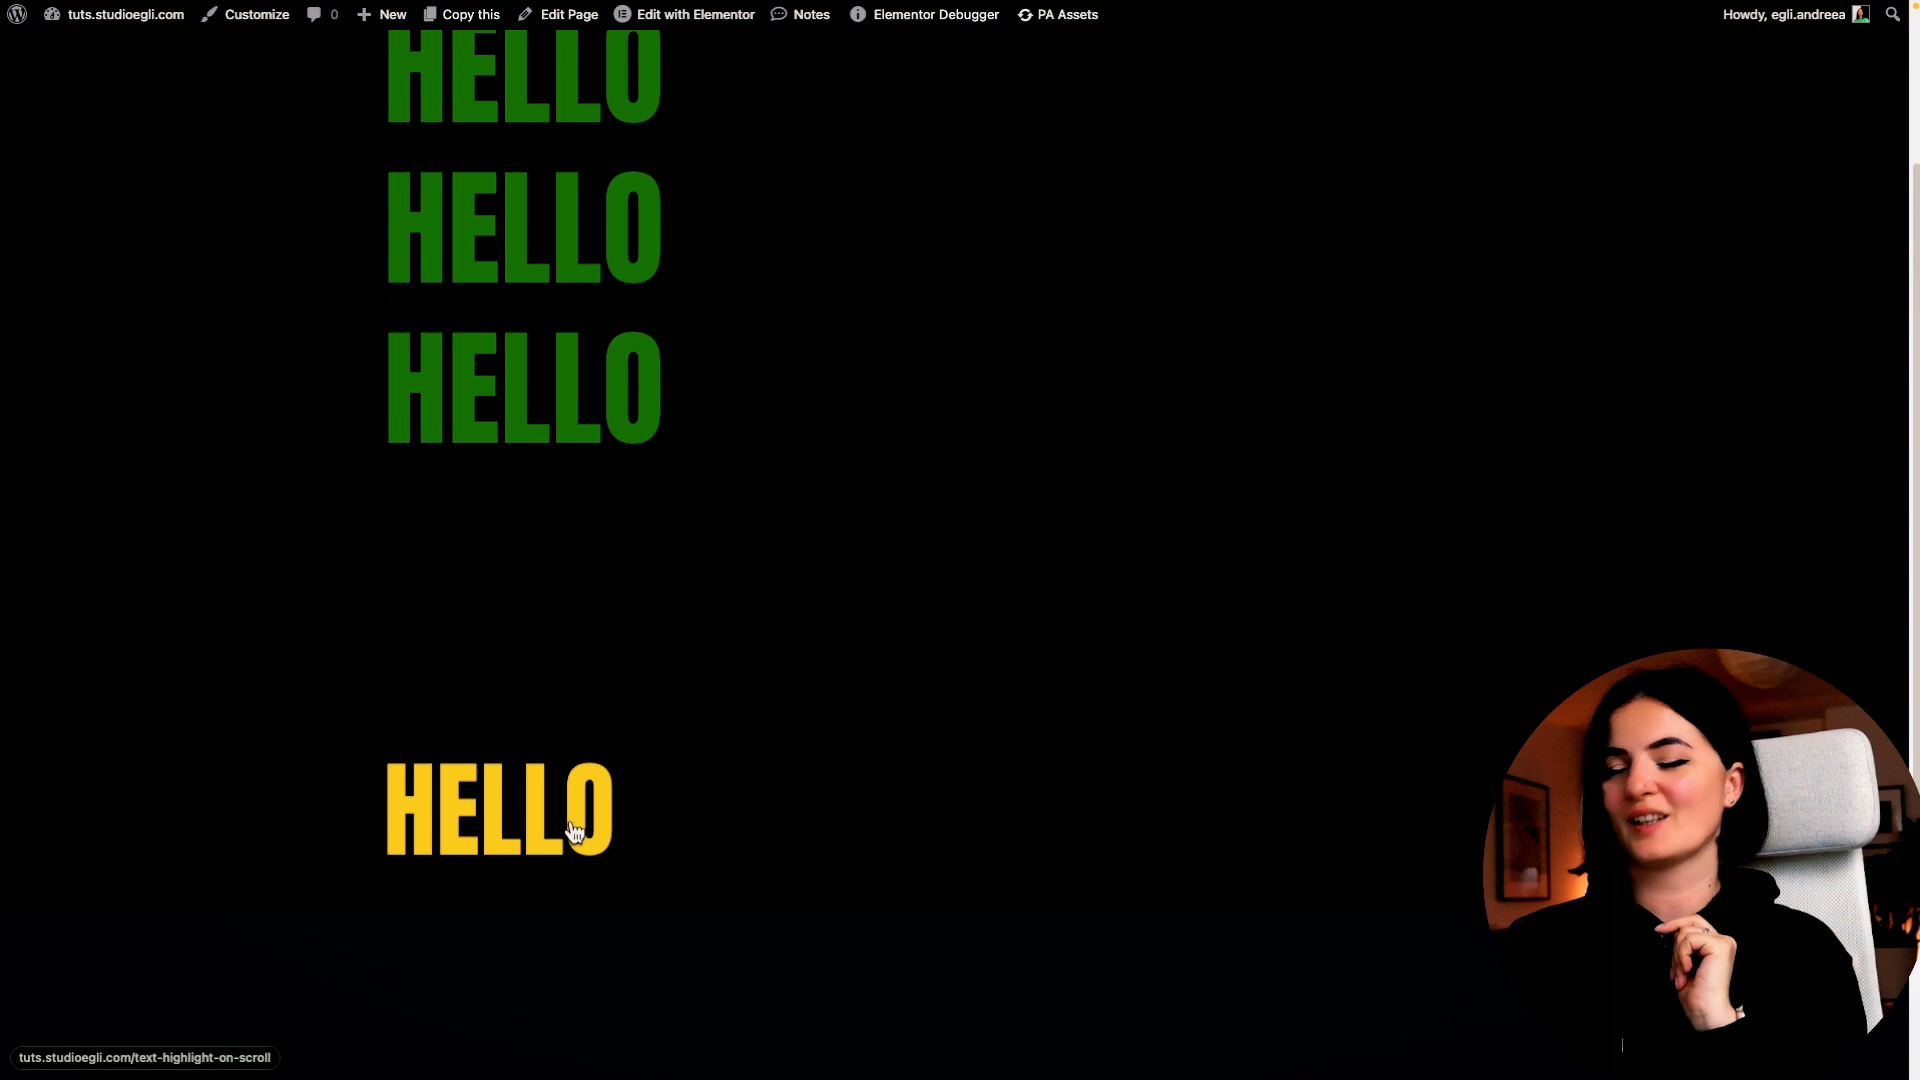 tuts.studioegli.com Customize 0 New Copy this Edit Page Edit with Elementor Notes Elementor Debugger PA Assets Howdy, egli.andreea
HELLO
HELLO
HELLO
HELLO
tuts.studioegli.com/text-highlight-on-scroll